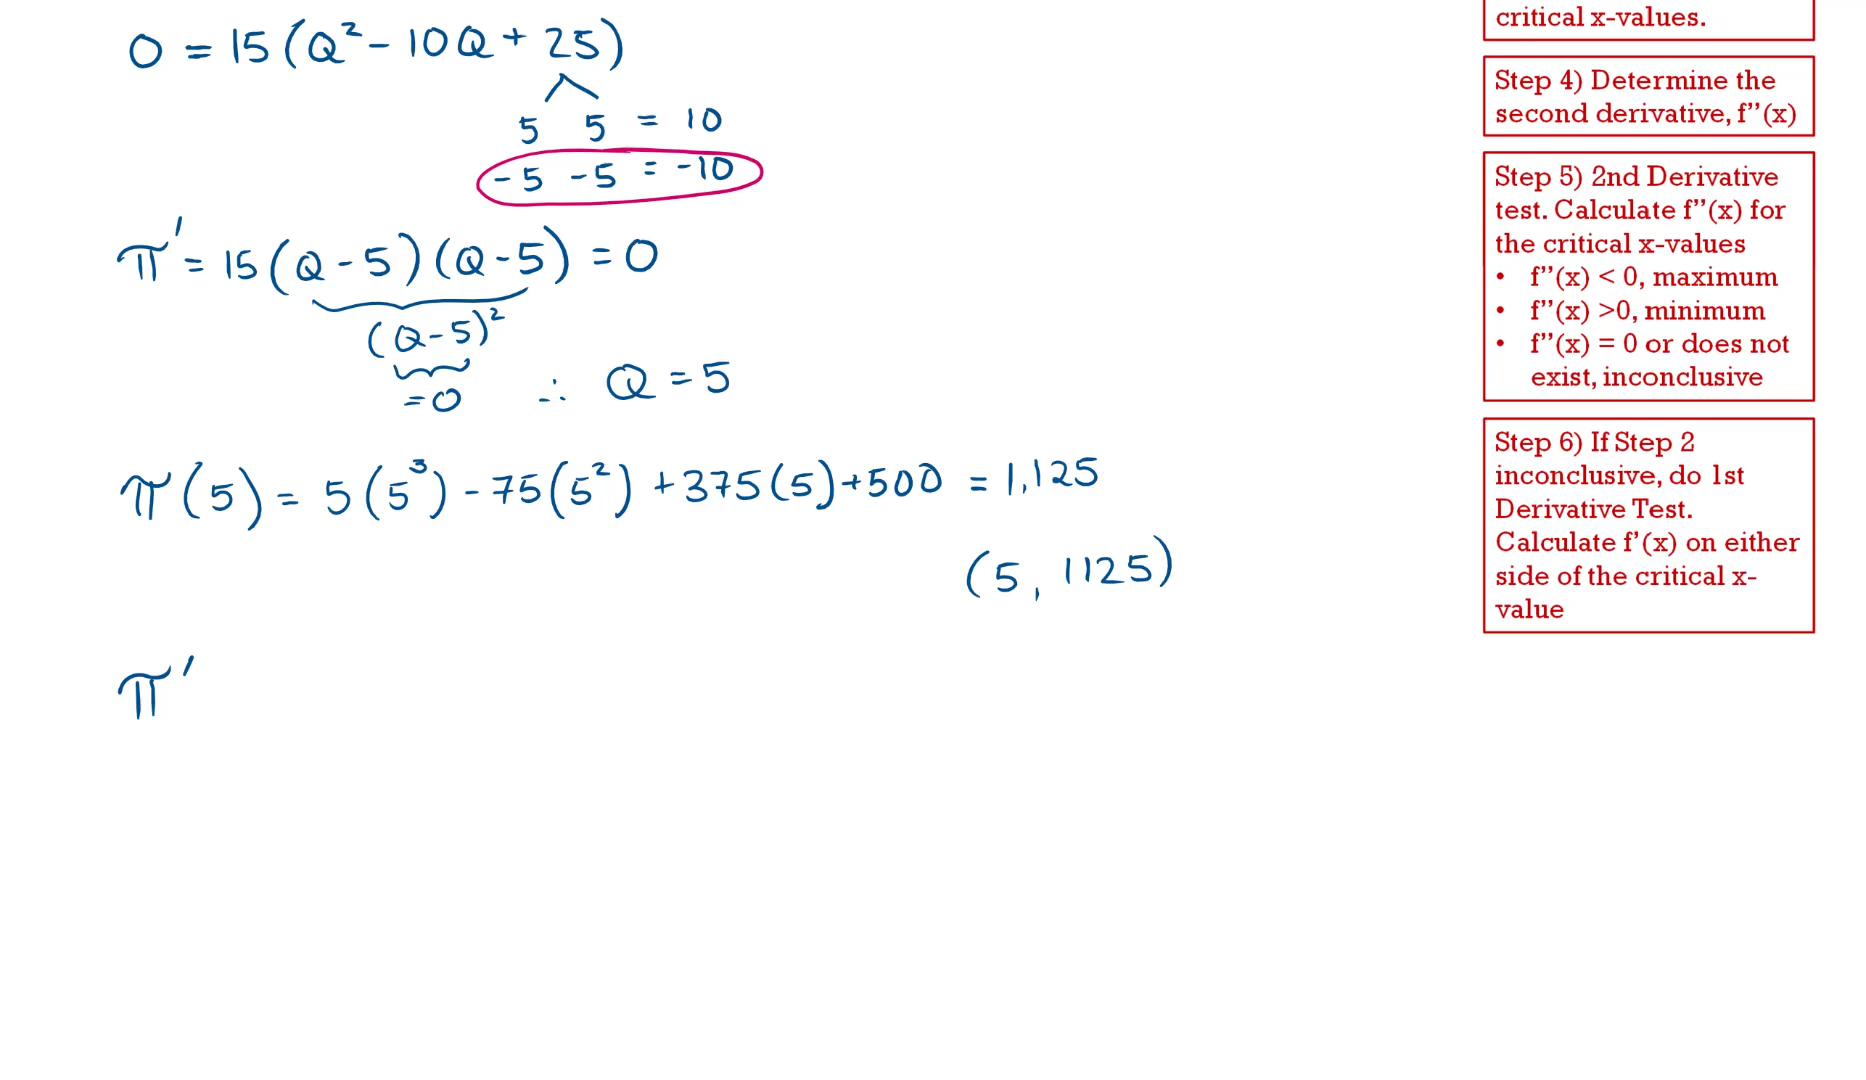 0 = 15(Q² - 10Q + 25)
5 5 = 10
-5 -5 = -10
π' = 15(Q - 5)(Q - 5) = 0
(Q - 5)²
= 0 ∴ Q = 5
π(5) = 5(5³) - 75(5²) + 375(5) + 500 = 1,125
(5, 1125)
π'
critical x-values.
Step 4) Determine the
second derivative, f’’(x)
Step 5) 2nd Derivative
test. Calculate f’’(x) for
the critical x-values
• f’’(x) < 0, maximum
• f’’(x) >0, minimum
• f’’(x) = 0 or does not
exist, inconclusive
Step 6) If Step 2
inconclusive, do 1st
Derivative Test.
Calculate f’(x) on either
side of the critical x-
value